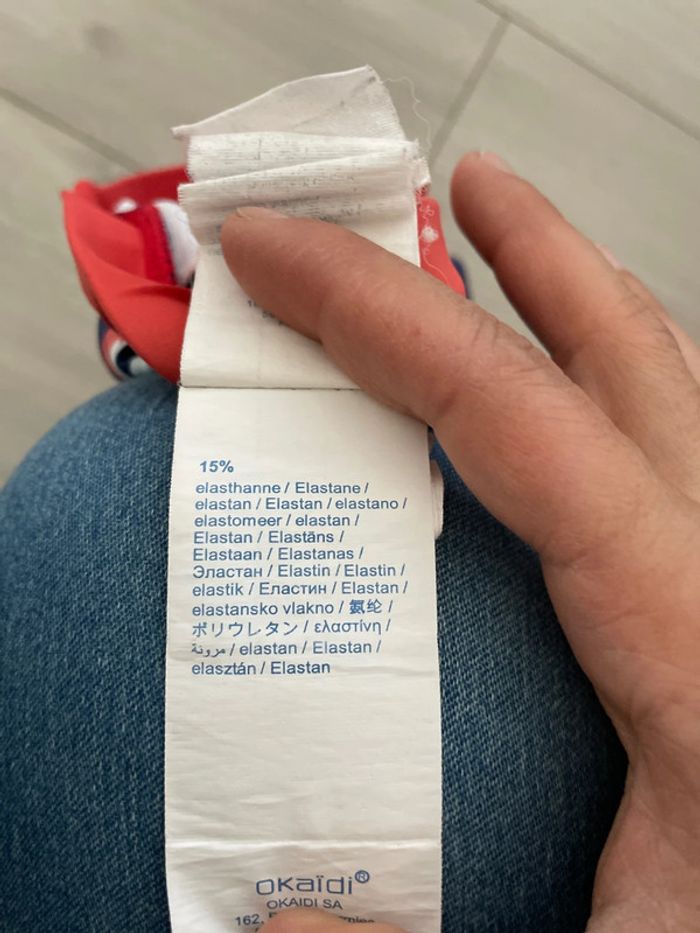 15%
elasthanne / Elastane /
elastan / Elastan / elastano /
elastomeer / elastan /
Elastan / Elastāns /
Elastaan / Elastanas /
Эластан / Elastin / Elastin /
elastik / Еластин / Elastan /
elastansko vlakno / 氨纶 /
ポリウレタン / ελαστίνη /
مرونة / elastan / Elastan /
elasztán / Elastan
OKaïdi®
OKAIDI SA
162,